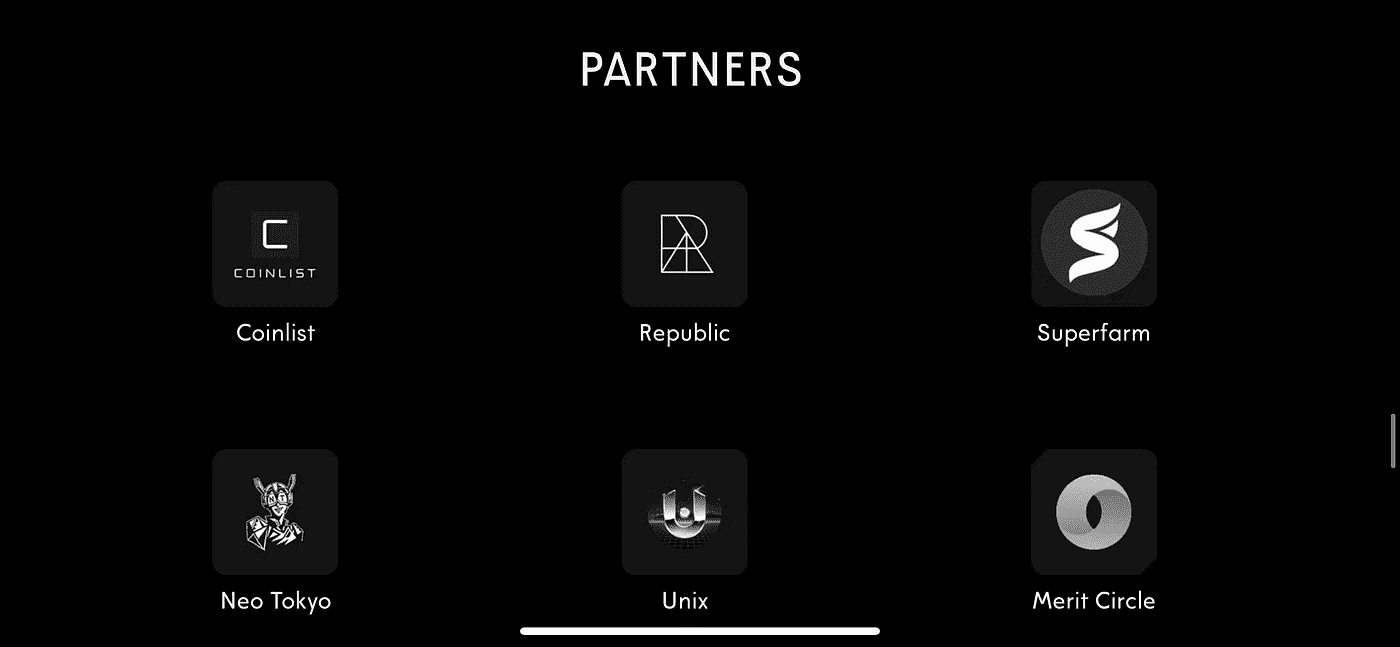 PARTNERS
C
COINLIST
Coinlist
Republic
Superfarm
Neo Tokyo
Unix
Merit Circle